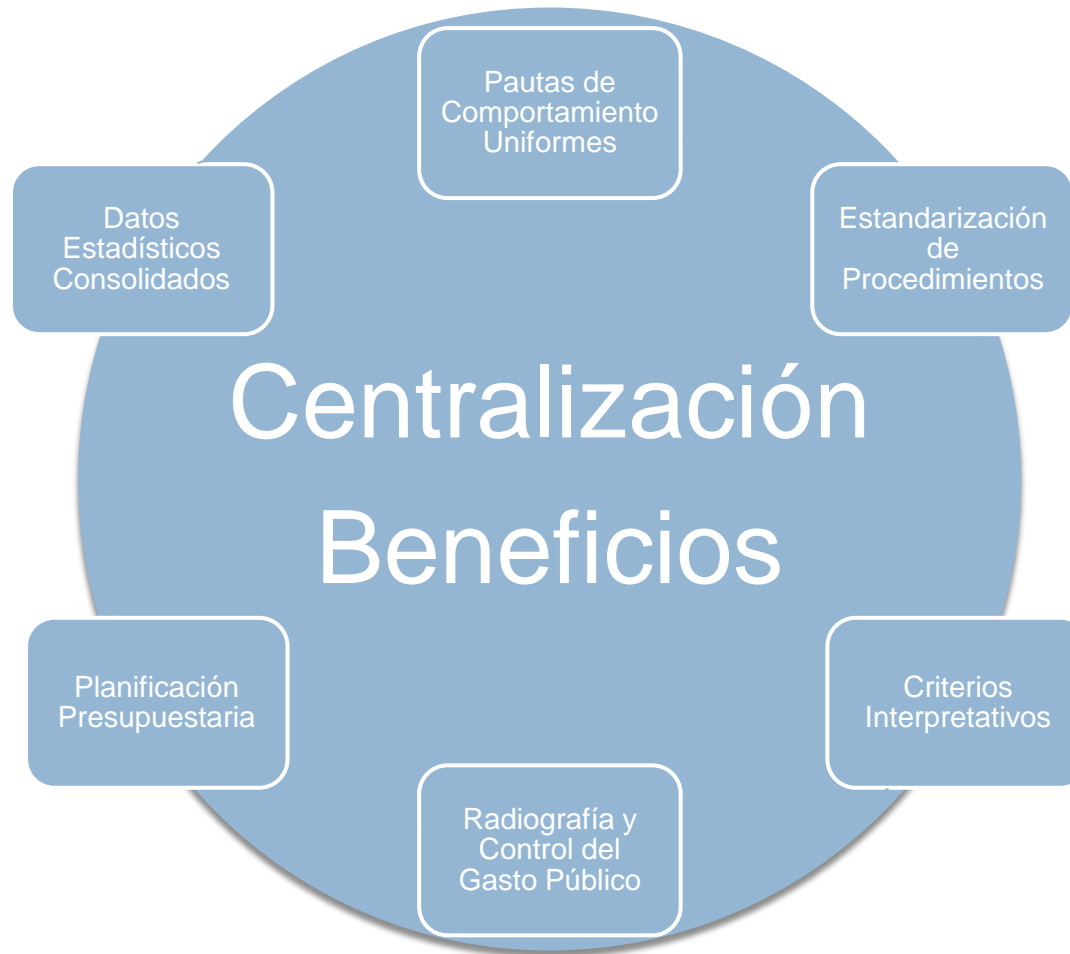 Pautas de
Comportamiento
Uniformes
Datos
Estadísticos
Consolidados
Estandarización
de
Procedimientos
Centralización
Beneficios
Planificación
Presupuestaria
Criterios
Interpretativos
Radiografía y
Control del
Gasto Público